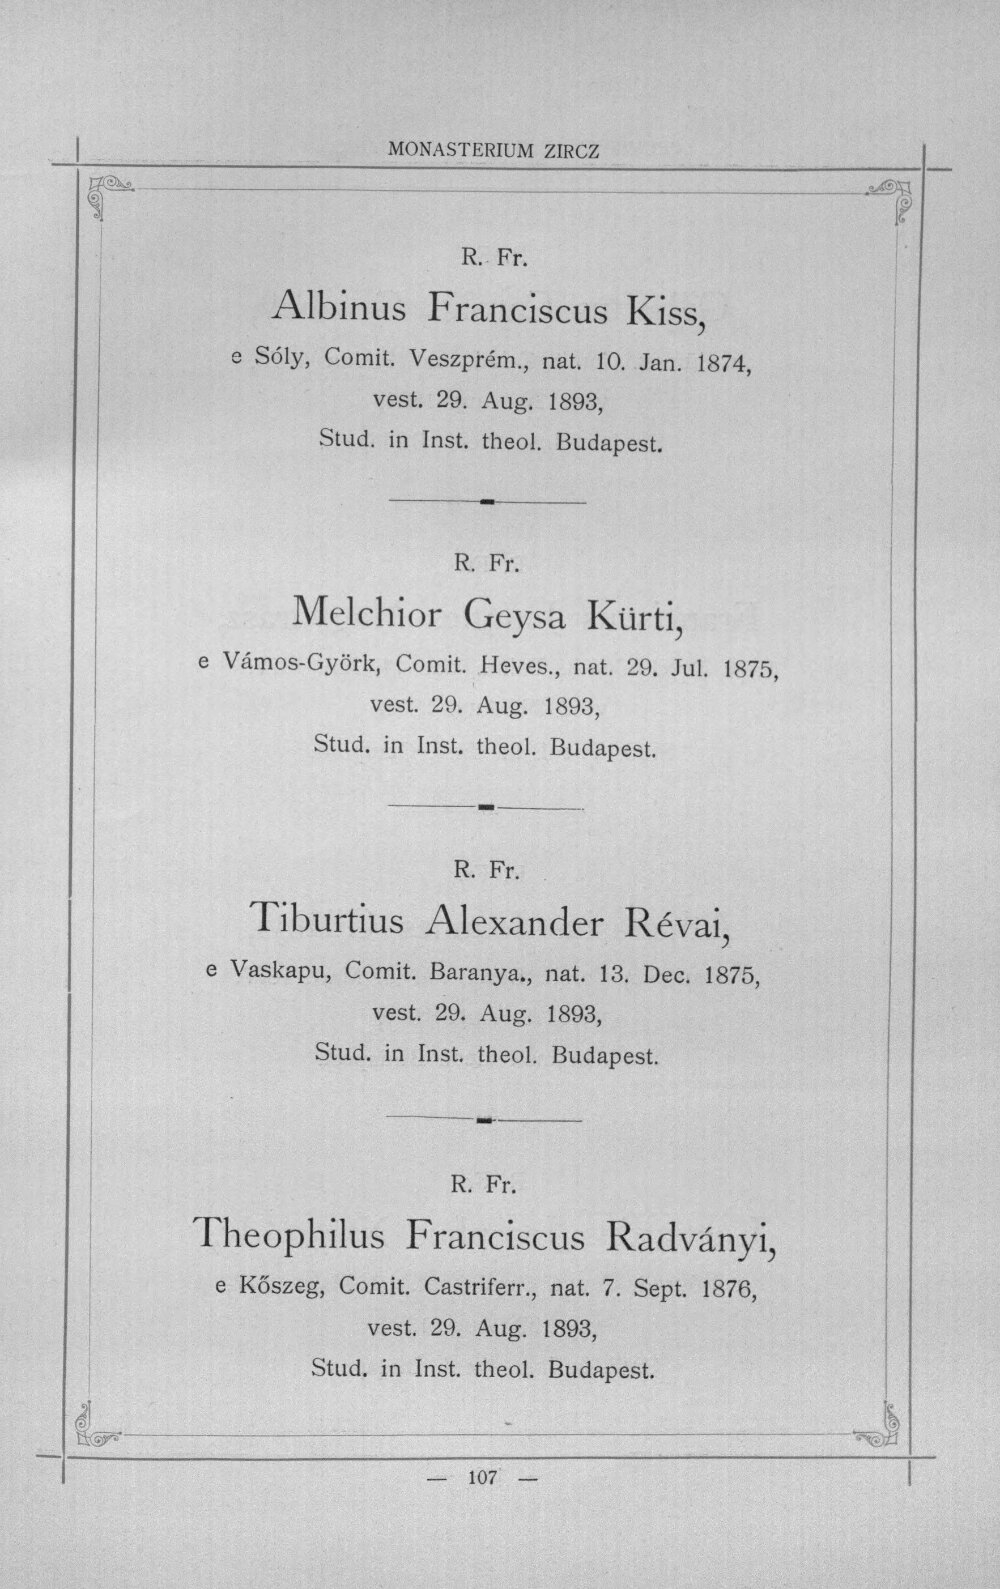 MONASTERIUM ZIRCZ
R. Fr.
Albinus Franciscus Kiss,
e Sóly, Comit. Veszprém., nat. 10. Jan. 1874,
vest. 29. Aug. 1893,
Stud. in Inst. theol. Budapest.
R. Fr.
Melchior Geysa Kürti,
e Vámos-Györk, Comit. Heves., nat. 29. Jul. 1875,
vest. 29. Aug. 1893,
Stud. in Inst. theol. Budapest.
R. Fr.
Tiburtius Alexander Révai,
e Vaskapu, Comit. Baranya., nat. 13. Dec. 1875,
vest. 29. Aug. 1893,
Stud. in Inst. theol. Budapest.
R. Fr.
Theophilus Franciscus Radványi,
e Kőszeg, Comit. Castriferr., nat. 7. Sept. 1876,
vest. 29. Aug. 1893,
Stud. in Inst. theol. Budapest.
— 107 —